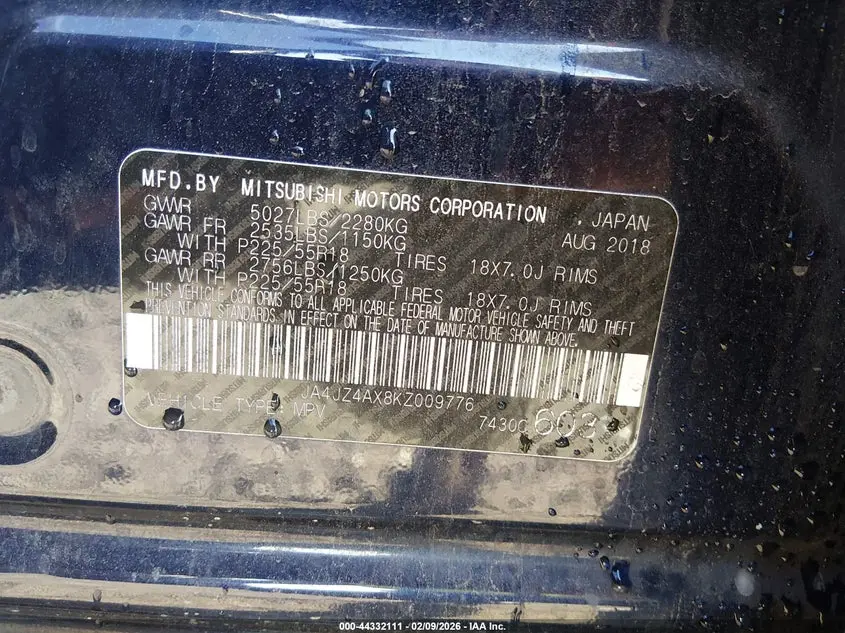 MFD.BY MITSUBISHI MOTORS CORPORATION , JAPAN
GVWR 5027LBS/2280KG AUG 2018
GAWR FR 2535LBS/1150KG
WITH P225/55R18 TIRES 18X7.0J RIMS
GAWR RR 2756LBS/1250KG
WITH P225/55R18 TIRES 18X7.0J RIMS
THIS VEHICLE CONFORMS TO ALL APPLICABLE FEDERAL MOTOR VEHICLE SAFETY AND THEFT
PREVENTION STANDARDS IN EFFECT ON THE DATE OF MANUFACTURE SHOWN ABOVE.
JA4JZ4AX8KZ009776
VEHICLE TYPE: MPV 7430C603
000-44332111 - 02/09/2026 - IAA Inc.